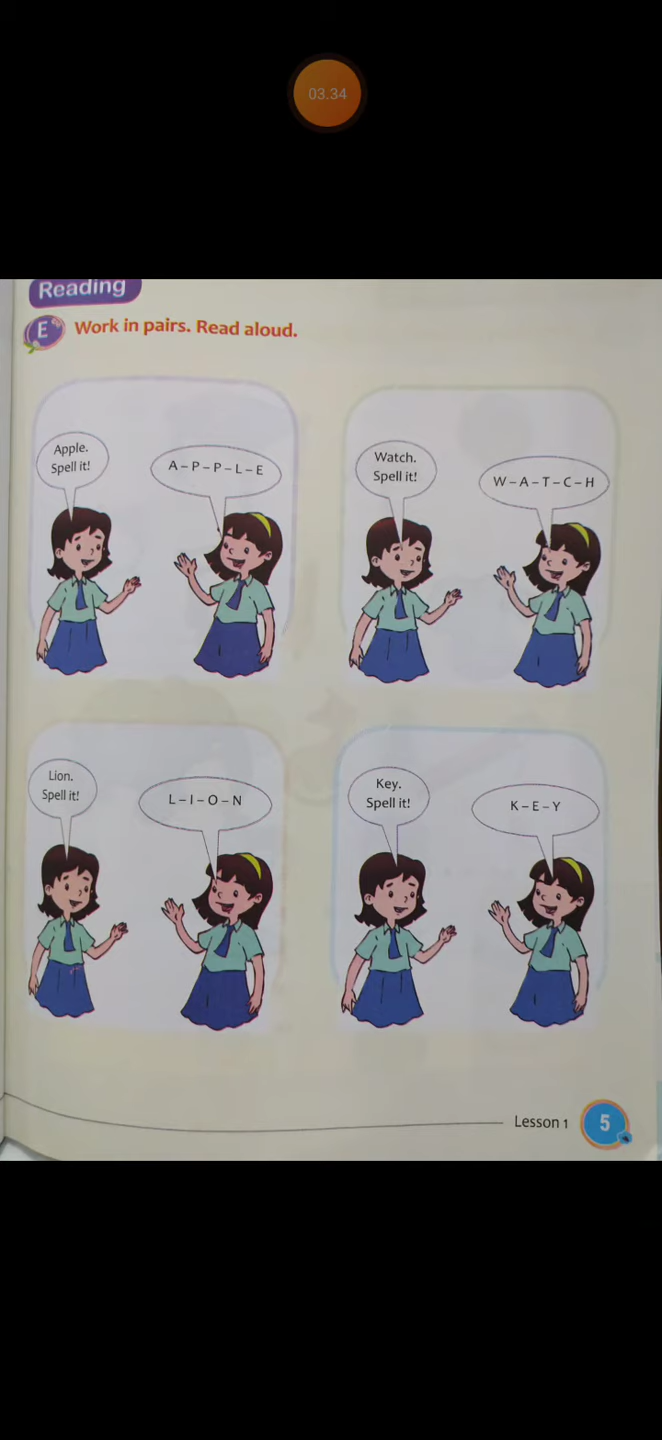 03.34
Reading
E Work in pairs. Read aloud.
Apple.
Spell it!
A – P – P – L – E
Watch.
Spell it!
W – A – T – C – H
Lion.
Spell it!
L – I – O – N
Key.
Spell it!
K – E – Y
Lesson 1
5